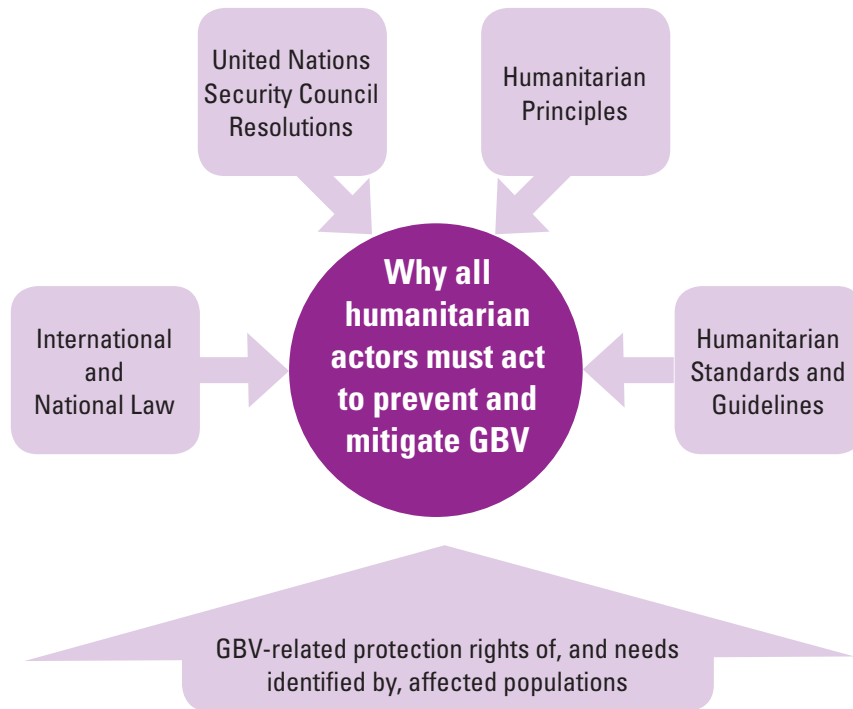 United Nations
Security Council
Resolutions
Humanitarian
Principles
International
and
National Law
Why all
humanitarian
actors must act
to prevent and
mitigate GBV
Humanitarian
Standards and
Guidelines
GBV-related protection rights of, and needs
identified by, affected populations